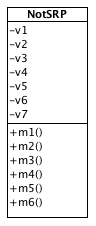 NotSRP
-v1
-v2
-v3
-v4
-v5
-v6
-v7
+m1()
+m2()
+m3()
+m4()
+m5()
+m6()